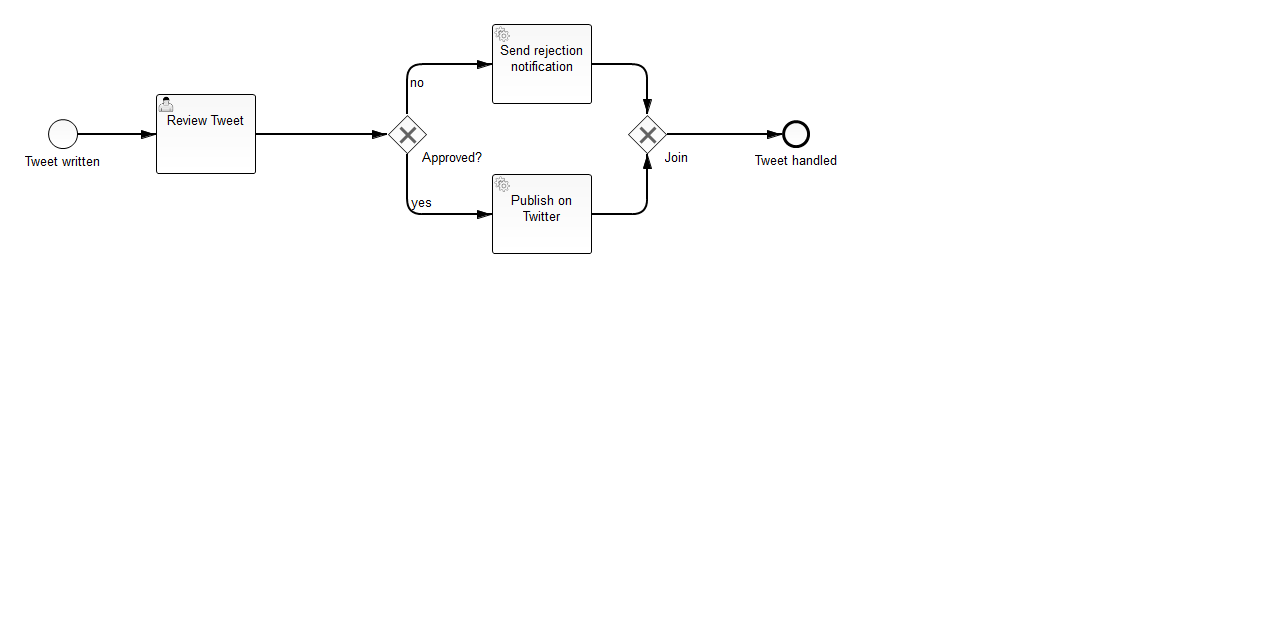 Tweet written
Review Tweet
no
Approved?
yes
Send rejection
notification
Publish on
Twitter
Join
Tweet handled